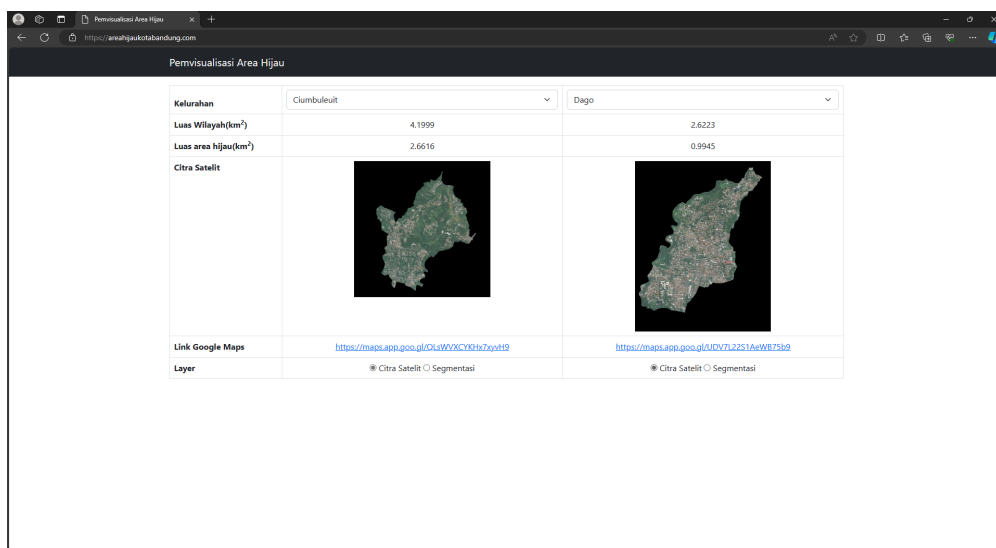 Pemvisualisasi Area Hijau
https://areahijaukotabandung.com
Pemvisualisasi Area Hijau
Kelurahan Ciumbuleuit Dago
Luas Wilayah(km²) 4.1999 2.6223
Luas area hijau(km²) 2.6616 0.9945
Citra Satelit
Link Google Maps https://maps.app.goo.gl/QLsWVXCYKHx7xyvH9 https://maps.app.goo.gl/UDV7L22S1AeWB75b9
Layer Citra Satelit Segmentasi Citra Satelit Segmentasi